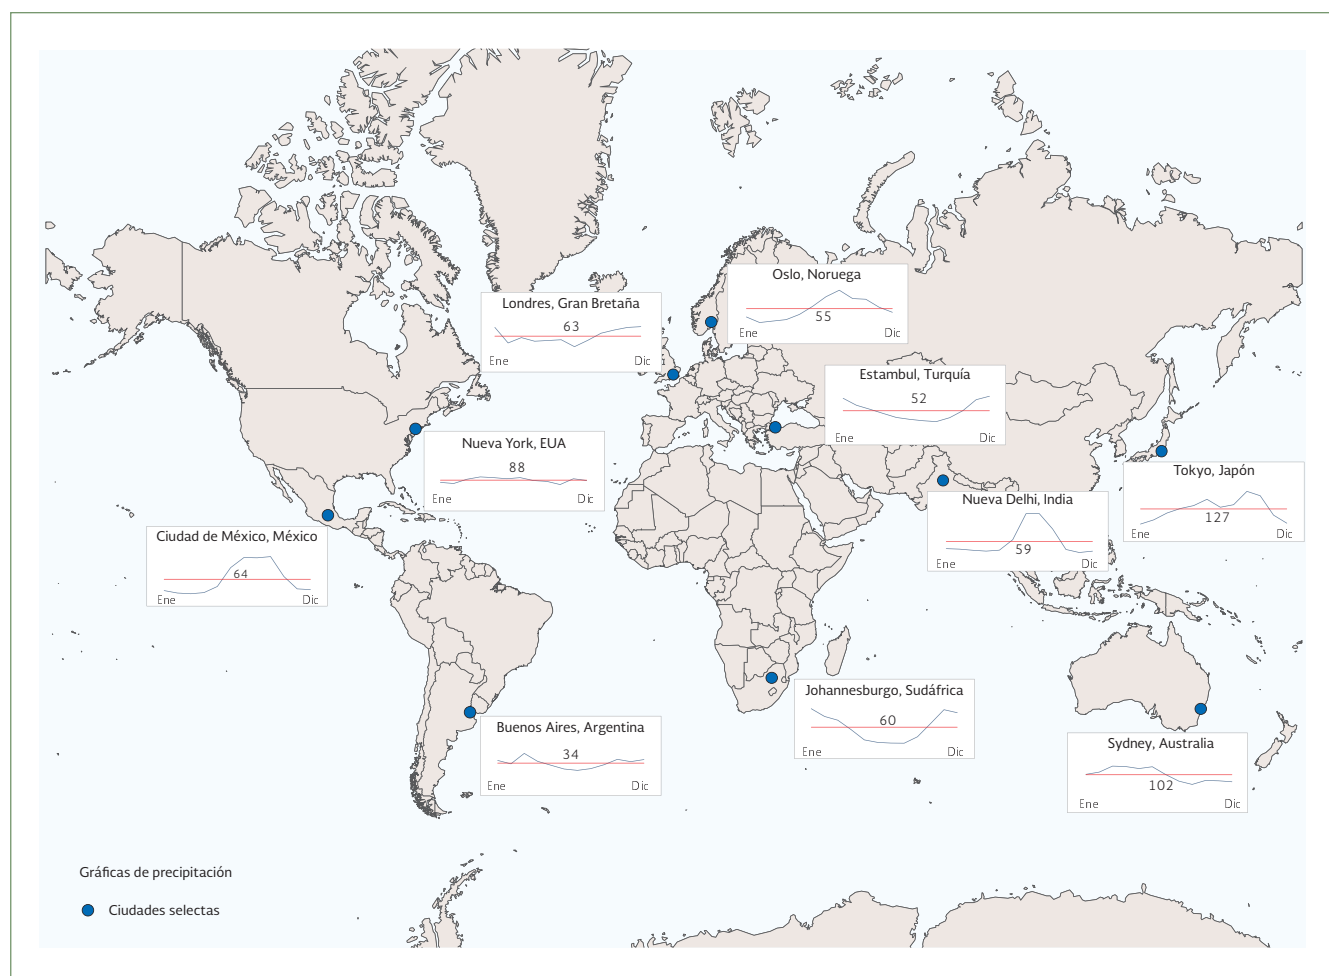 Oslo, Noruega
55
Ene
Dic
Londres, Gran Bretaña
63
Ene
Dic
Estambul, Turquía
52
Ene
Dic
Nueva York, EUA
88
Ene
Dic
Tokyo, Japón
127
Ene
Dic
Nueva Delhi, India
59
Ene
Dic
Ciudad de México, México
64
Ene
Dic
Johannesburgo, Sudáfrica
60
Ene
Dic
Buenos Aires, Argentina
34
Ene
Dic
Sydney, Australia
102
Ene
Dic
Gráficas de precipitación
Ciudades selectas